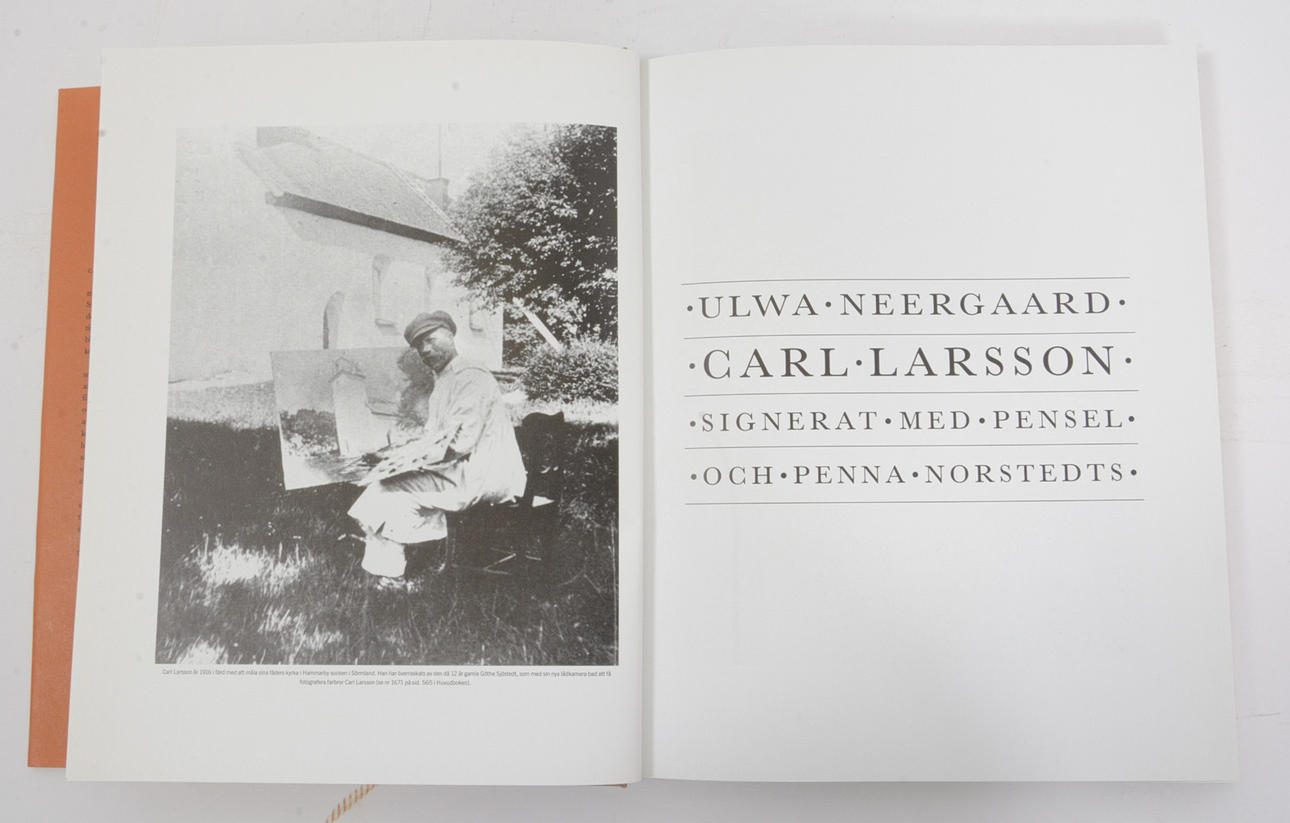 Carl Larsson år 1916 i färd med att måla sina fäders kyrka i Hammarby socken i Sörmland. Han har överraskats av den då 12 år gamla Göthe Sjöstedt, som med sin nya lådkamera bad att få
fotografera farbror Carl Larsson (se nr 1671 på sid. 565 i Huvudboken).
·ULWA·NEERGAARD·
·CARL·LARSSON·
·SIGNERAT·MED·PENSEL·
·OCH·PENNA·NORSTEDTS·